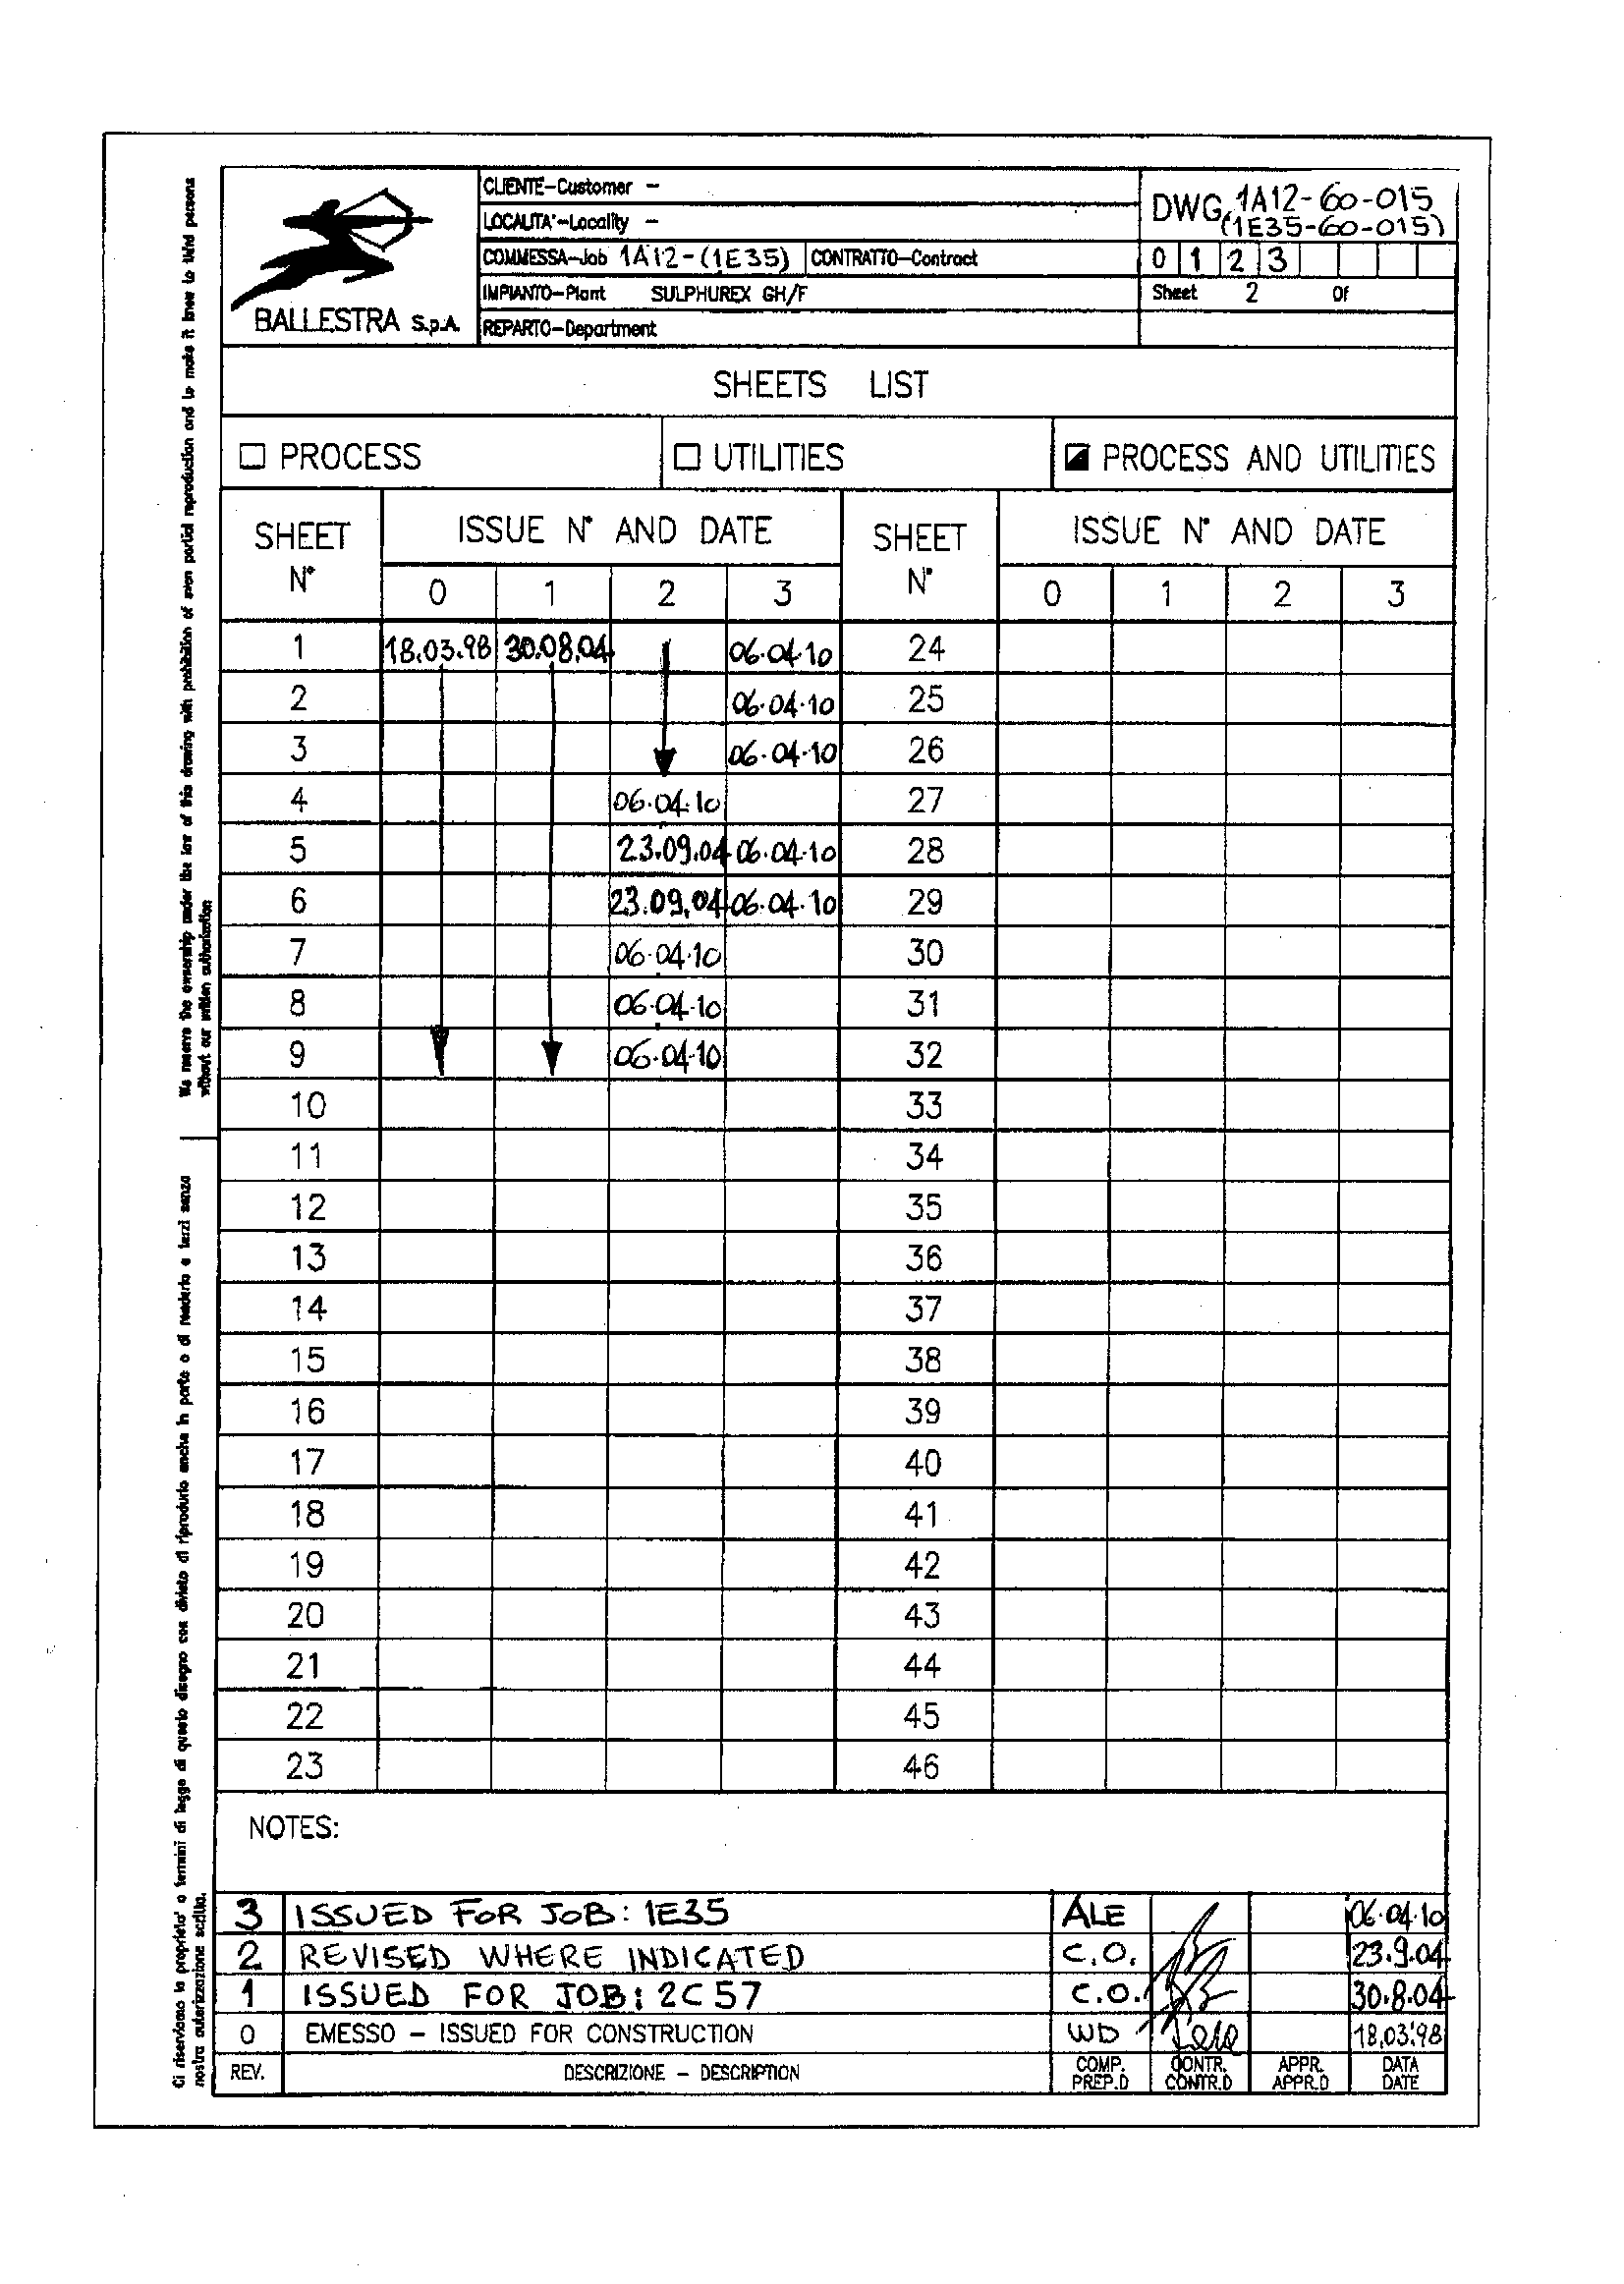 BALLESTRA S.p.A.
CLIENTE-Customer -
LOCALITA'-Locality -
COMMESSA-Job 1A12-(1E35) CONTRATTO-Contract
IMPIANTO-Plant SULPHUREX GH/F
REPARTO-Department
DWG. 1A12-60-015
(1E35-60-015)
0 1 2 3
Sheet 2 Of
SHEETS LIST
PROCESS UTILITIES PROCESS AND UTILITIES
SHEET N° ISSUE N° AND DATE SHEET N° ISSUE N° AND DATE
0 1 2 3 0 1 2 3
1 18.03.98 30.08.04 06.04.10 24
2 06.04.10 25
3 06.04.10 26
4 06.04.10 27
5 23.09.04 06.04.10 28
6 23.09.04 06.04.10 29
7 06.04.10 30
8 06.04.10 31
9 06.04.10 32
10 33
11 34
12 35
13 36
14 37
15 38
16 39
17 40
18 41
19 42
20 43
21 44
22 45
23 46
NOTES:
3 ISSUED FOR JOB: 1E35 ALE 06.04.10
2 REVISED WHERE INDICATED C.O. 23.9.04
1 ISSUED FOR JOB: 2C57 C.O. 30.8.04
0 EMESSO - ISSUED FOR CONSTRUCTION WD 18.03.98
REV. DESCRIZIONE - DESCRIPTION COMP. PREP.D CONTR. CONTR.D APPR. APPR.D DATA DATE
We reserve the ownership under the law of this drawing with prohibition of even partial reproduction and to make it know to third persons
without our written authorization
Ci riserviamo la proprieta' a termini di legge di questo disegno con divieto di riprodurlo anche in parte o di renderlo a terzi senza
nostra autorizzazione scritta.